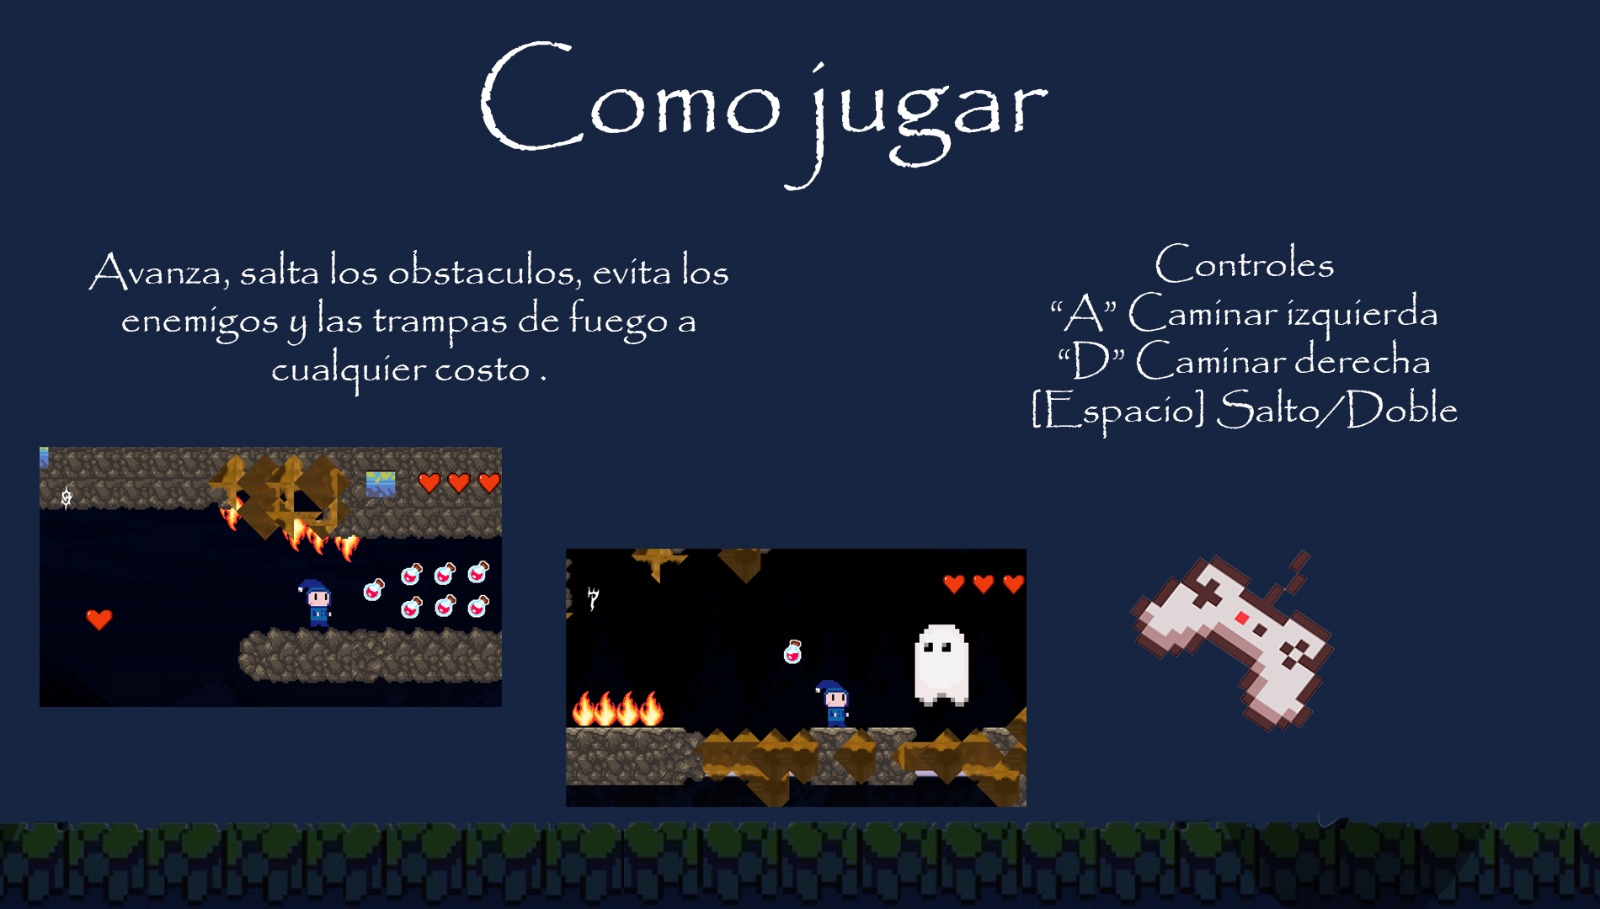 Como jugar
Avanza, salta los obstaculos, evita los
enemigos y las trampas de fuego a
cualquier costo .
Controles
“A” Caminar izquierda
“D” Caminar derecha
[Espacio] Salto/Doble